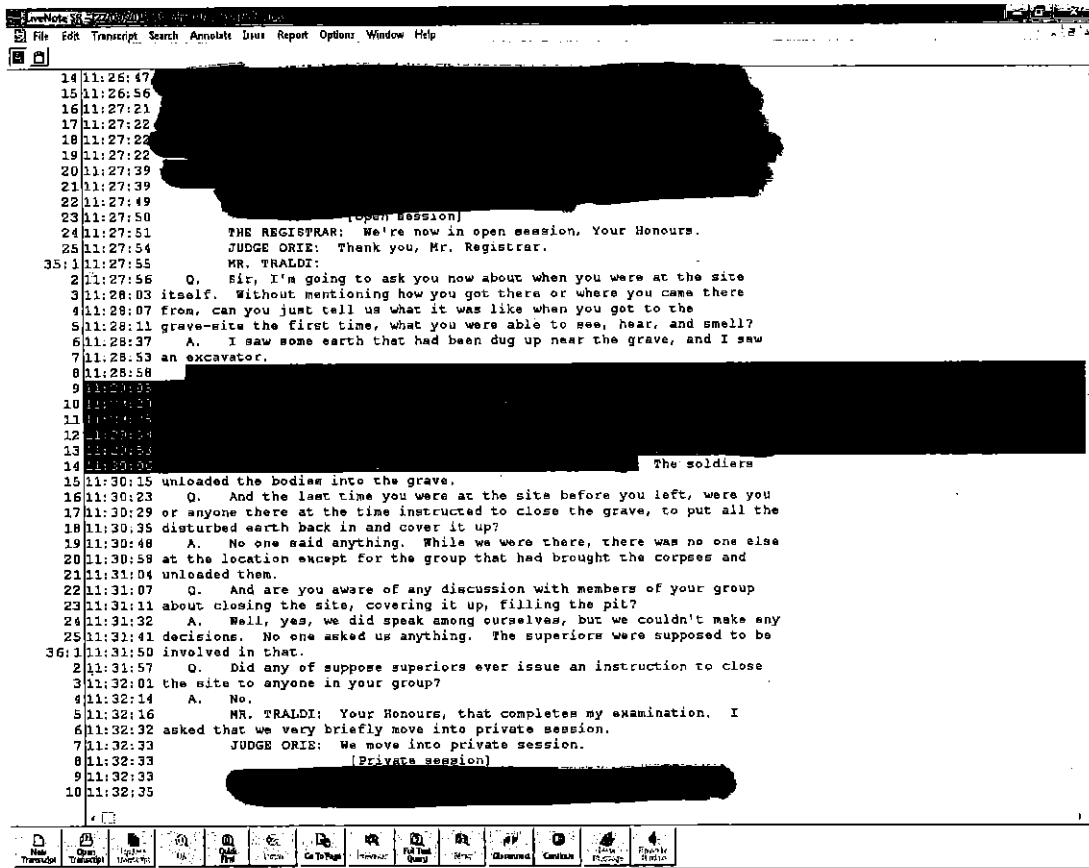 LiveNote SR
File Edit Transcript Search Annotate Issue Report Options Window Help
14 11:26:47
15 11:26:56
16 11:27:21
17 11:27:22
18 11:27:22
19 11:27:22
20 11:27:39
21 11:27:39
22 11:27:49
23 11:27:50 [Open session]
24 11:27:51 THE REGISTRAR: We're now in open session, Your Honours.
25 11:27:54 JUDGE ORIE: Thank you, Mr. Registrar.
35:1 11:27:55 MR. TRALDI:
2 11:27:56 Q. Sir, I'm going to ask you now about when you were at the site
3 11:28:03 itself. Without mentioning how you got there or where you came there
4 11:28:07 from, can you just tell us what it was like when you got to the
5 11:28:11 grave-site the first time, what you were able to see, hear, and smell?
6 11:28:37 A. I saw some earth that had been dug up near the grave, and I saw
7 11:28:53 an excavator.
8 11:28:58
9
10
11
12
13
14 The soldiers
15 11:30:15 unloaded the bodies into the grave.
16 11:30:23 Q. And the last time you were at the site before you left, were you
17 11:30:29 or anyone there at the time instructed to close the grave, to put all the
18 11:30:35 disturbed earth back in and cover it up?
19 11:30:48 A. No one said anything. While we were there, there was no one else
20 11:30:58 at the location except for the group that had brought the corpses and
21 11:31:04 unloaded them.
22 11:31:07 Q. And are you aware of any discussion with members of your group
23 11:31:11 about closing the site, covering it up, filling the pit?
24 11:31:32 A. Well, yes, we did speak among ourselves, but we couldn't make any
25 11:31:41 decisions. No one asked us anything. The superiors were supposed to be
36:1 11:31:50 involved in that.
2 11:31:57 Q. Did any of suppose superiors ever issue an instruction to close
3 11:32:01 the site to anyone in your group?
4 11:32:14 A. No.
5 11:32:16 MR. TRALDI: Your Honours, that completes my examination. I
6 11:32:32 asked that we very briefly move into private session.
7 11:32:33 JUDGE ORIE: We move into private session.
8 11:32:33 [Private session]
9 11:32:33
10 11:32:35
New Transcript Open Transcript Quick Find Go To Page Full Text Query Continue